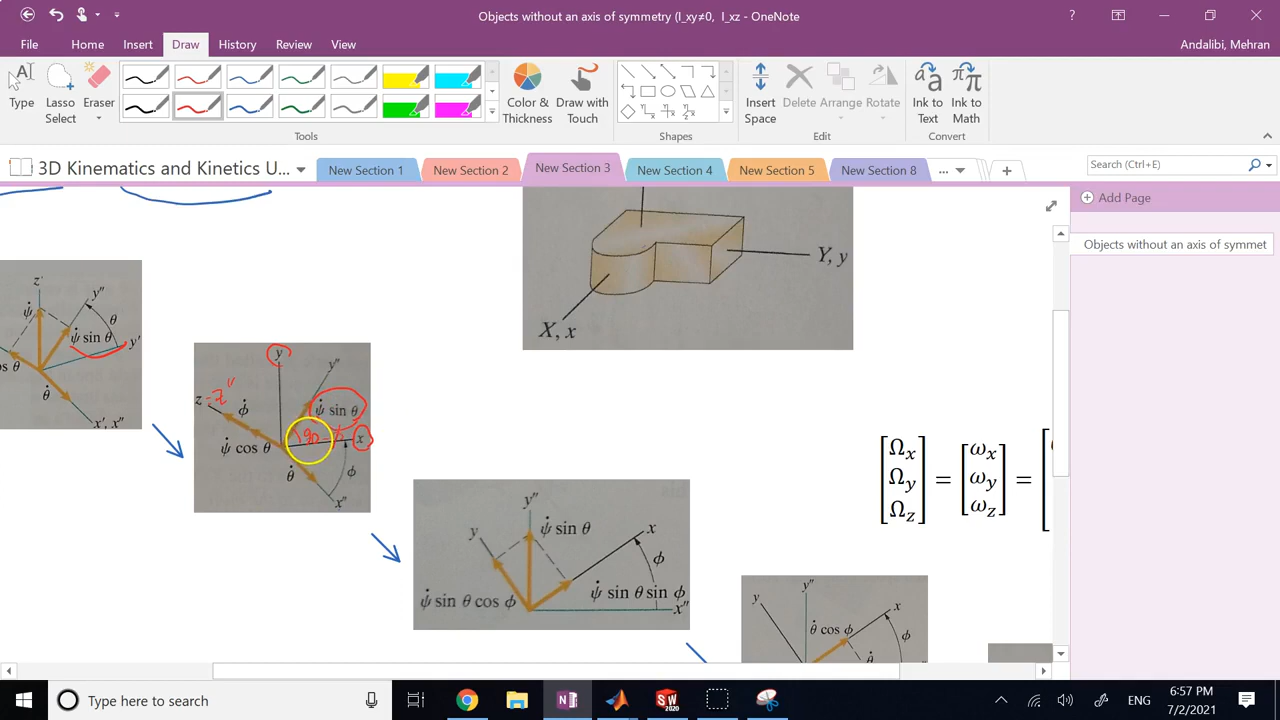 Objects without an axis of symmetry (I_xy≠0, I_xz - OneNote
?
File
Home
Insert
Draw
History
Review
View
Andalibi, Mehran
Type
Lasso Select
Eraser
Color & Thickness
Draw with Touch
Insert Space
Delete
Arrange
Rotate
Ink to Text
Ink to Math
Tools
Shapes
Edit
Convert
3D Kinematics and Kinetics U...
New Section 1
New Section 2
New Section 3
New Section 4
New Section 5
New Section 8
...
Search (Ctrl+E)
Add Page
Objects without an axis of symmet
Y, y
X, x
z'
y''
ψ̇
θ
ψ̇ sin θ
y'
os θ
θ̇
x', x''
y
y''
z = z''
φ̇
ψ̇ sin θ
90 - φ
x
ψ̇ cos θ
θ̇
φ
x''
y''
y
ψ̇ sin θ
x
φ
ψ̇ sin θ cos φ
ψ̇ sin θ sin φ
x''
Ωx
Ωy
Ωz
=
ωx
ωy
ωz
=
y''
y
x
θ̇ cos φ
φ
θ̇
Type here to search
ENG
6:57 PM
7/2/2021